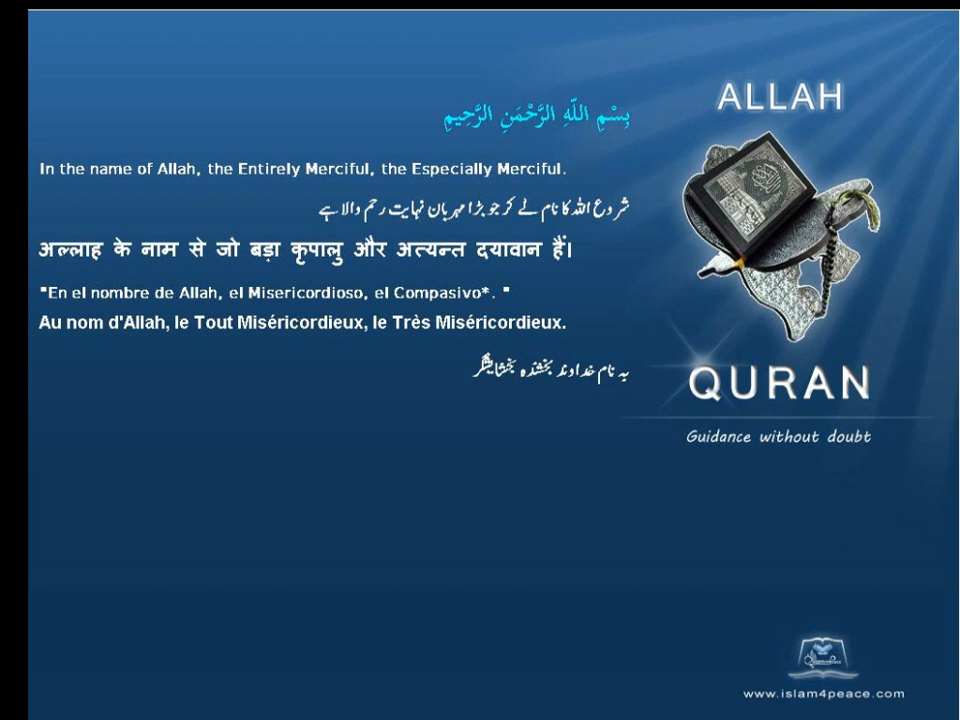 بِسْمِ اللّهِ الرَّحْمَنِ الرَّحِيمِ
In the name of Allah, the Entirely Merciful, the Especially Merciful.
شروع الله کا نام لے کر جو بڑا مہربان نہایت رحم والا ہے
अल्लाह के नाम से जो बड़ा कृपालु और अत्यन्त दयावान हैं।
"En el nombre de Allah, el Misericordioso, el Compasivo*. "
Au nom d'Allah, le Tout Miséricordieux, le Très Miséricordieux.
به نام خداوند بخشنده بخشایشگر
ALLAH
QURAN
Guidance without doubt
www.islam4peace.com